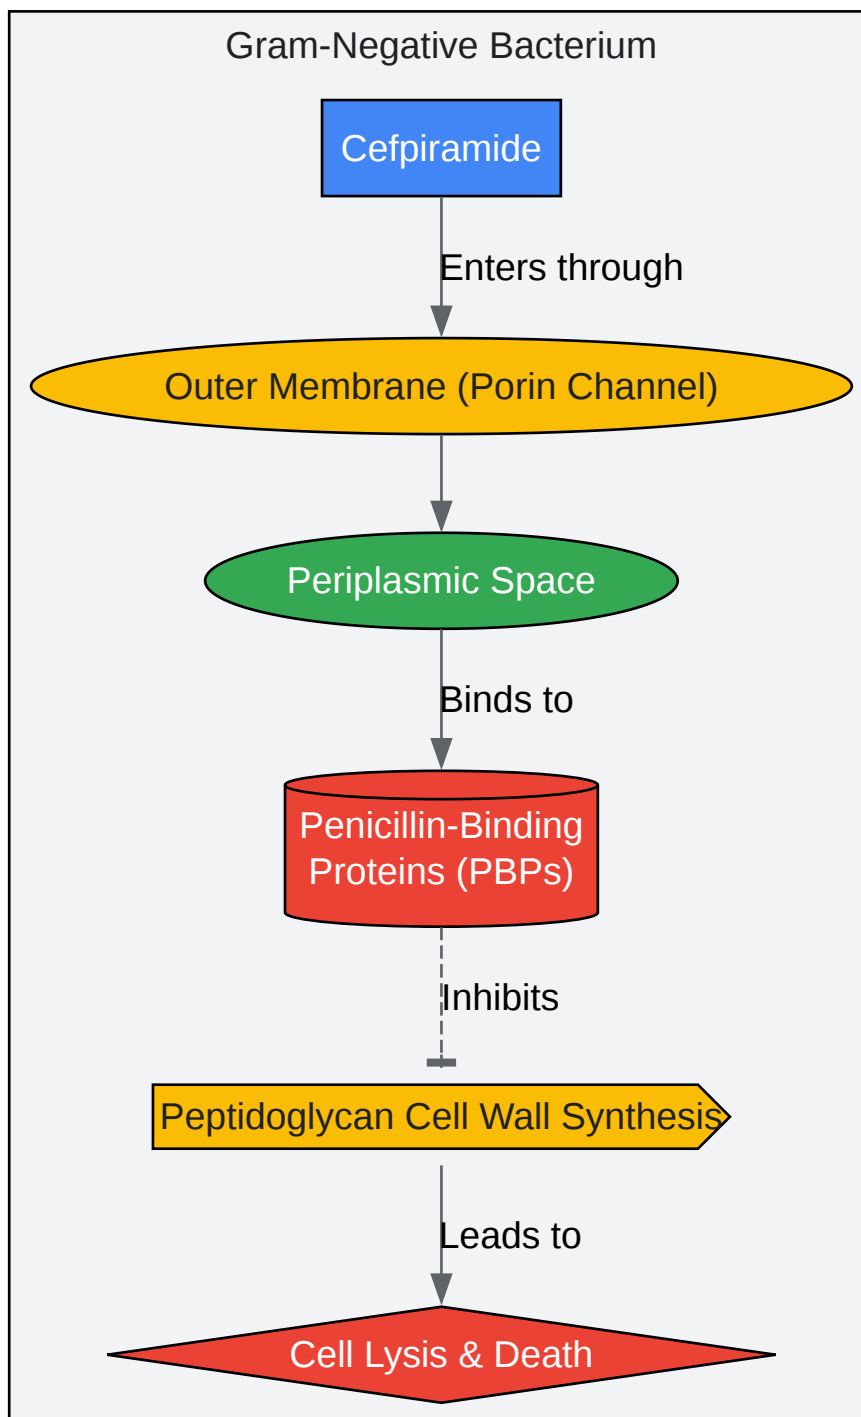 Gram-Negative Bacterium
Cefpiramide
Enters through
Outer Membrane (Porin Channel)
Periplasmic Space
Binds to
Penicillin-Binding
Proteins (PBPs)
Inhibits
Peptidoglycan Cell Wall Synthesis
Leads to
Cell Lysis & Death